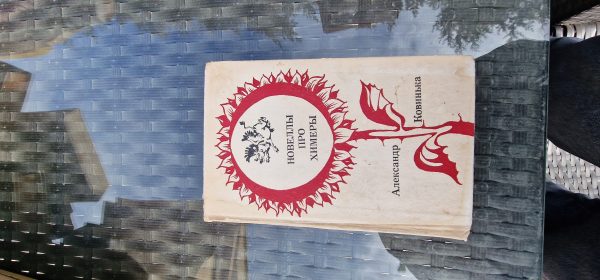 НОВЕЛЛЫ
ПРО
ХИМЕРЫ
Александр
Ковинька